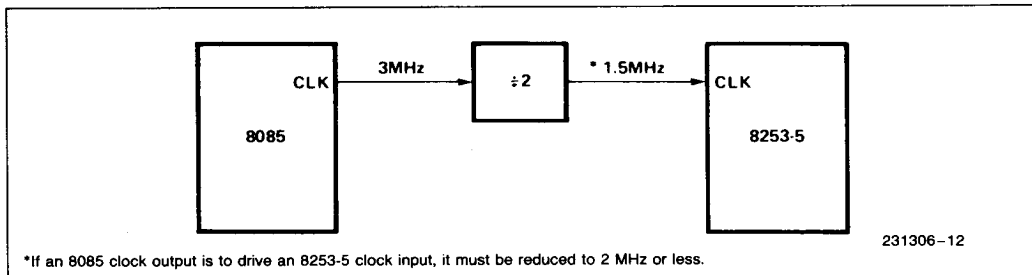 3MHz
÷2
* 1.5MHz
CLK
CLK
8085
8253-5
231306-12
*If an 8085 clock output is to drive an 8253-5 clock input, it must be reduced to 2 MHz or less.